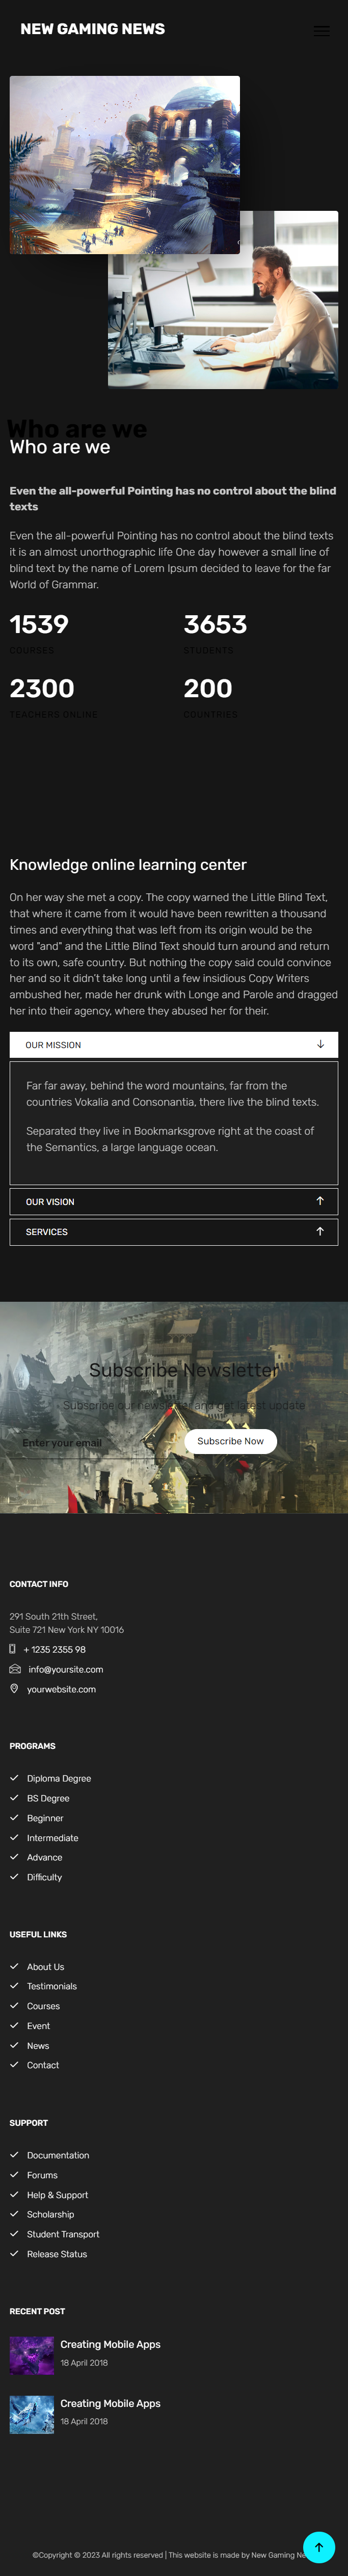 NEW GAMING NEWS
Who are we
Who are we
Even the all-powerful Pointing has no control about the blind
texts
Even the all-powerful Pointing has no control about the blind texts
it is an almost unorthographic life One day however a small line of
blind text by the name of Lorem Ipsum decided to leave for the far
World of Grammar.
1539
3653
COURSES
STUDENTS
2300
200
TEACHERS ONLINE
COUNTRIES
Knowledge online learning center
On her way she met a copy. The copy warned the Little Blind Text,
that where it came from it would have been rewritten a thousand
times and everything that was left from its origin would be the
word "and" and the Little Blind Text should turn around and return
to its own, safe country. But nothing the copy said could convince
her and so it didn't take long until a few insidious Copy Writers
ambushed her, made her drunk with Longe and Parole and dragged
her into their agency, where they abused her for their.
OUR MISSION
Far far away, behind the word mountains, far from the
countries Vokalia and Consonantia, there live the blind texts.
Separated they live in Bookmarksgrove right at the coast of
the Semantics, a large language ocean.
OUR VISION
SERVICES
Subscribe Newsletter
Subscribe our newsletter and get latest update
Enter your email
Subscribe Now
CONTACT INFO
291 South 21th Street,
Suite 721 New York NY 10016
+ 1235 2355 98
info@yoursite.com
yourwebsite.com
PROGRAMS
Diploma Degree
BS Degree
Beginner
Intermediate
Advance
Difficulty
USEFUL LINKS
About Us
Testimonials
Courses
Event
News
Contact
SUPPORT
Documentation
Forums
Help & Support
Scholarship
Student Transport
Release Status
RECENT POST
Creating Mobile Apps
18 April 2018
Creating Mobile Apps
18 April 2018
©Copyright © 2023 All rights reserved | This website is made by New Gaming